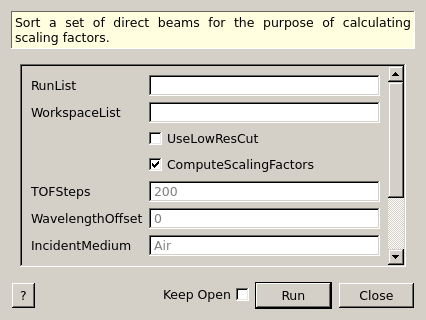 Sort a set of direct beams for the purpose of calculating
scaling factors.
RunList
WorkspaceList
UseLowResCut
ComputeScalingFactors
TOFSteps 200
WavelengthOffset 0
IncidentMedium Air
? Keep Open Run Close